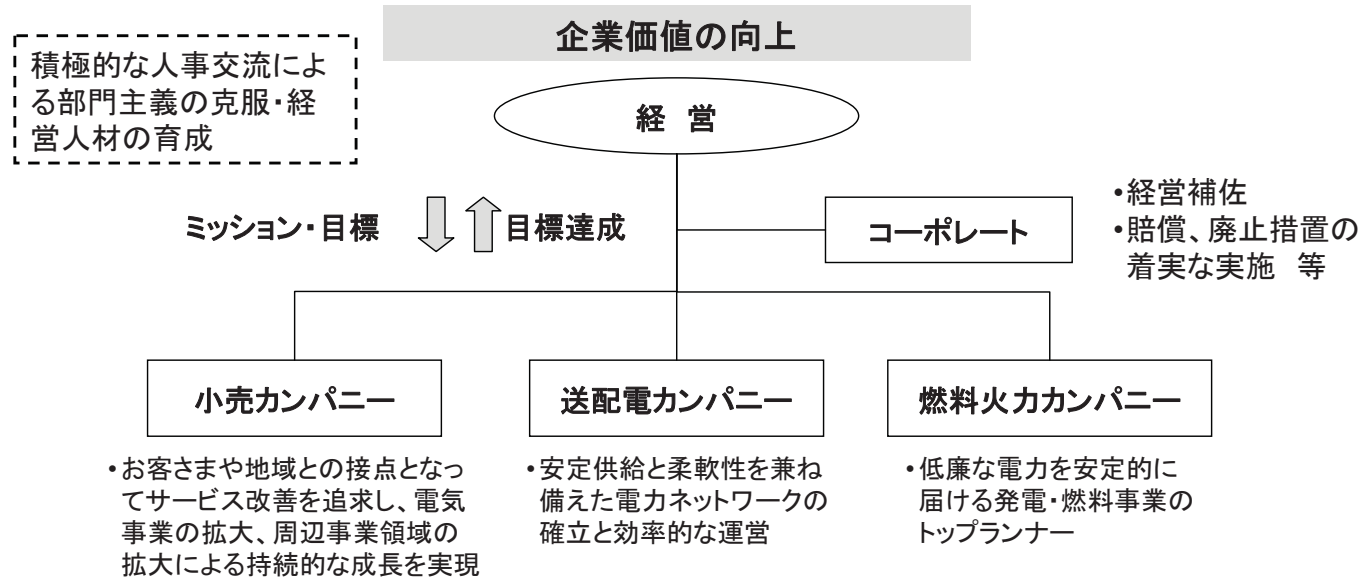 企業価値の向上
積極的な人事交流によ
る部門主義の克服・経
営人材の育成
経 営
ミッション・目標
目標達成
コーポレート
•経営補佐
•賠償、廃止措置の
着実な実施 等
小売カンパニー
送配電カンパニー
燃料火力カンパニー
•お客さまや地域との接点となっ
てサービス改善を追求し、電気
事業の拡大、周辺事業領域の
拡大による持続的な成長を実現
•安定供給と柔軟性を兼ね
備えた電力ネットワークの
確立と効率的な運営
•低廉な電力を安定的に
届ける発電・燃料事業の
トップランナー